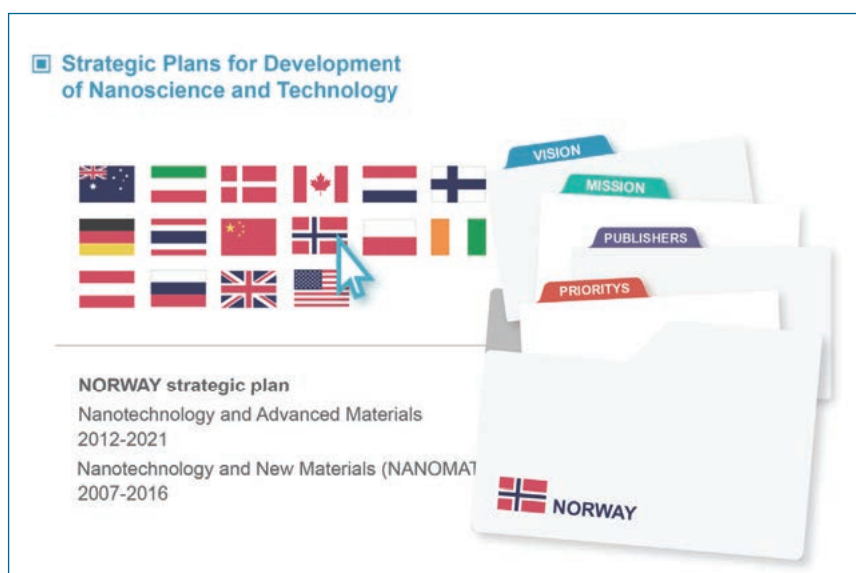 Strategic Plans for Development
of Nanoscience and Technology
VISION
MISSION
PUBLISHERS
PRIORITYS
NORWAY strategic plan
Nanotechnology and Advanced Materials
2012-2021
Nanotechnology and New Materials (NANOMAT
2007-2016
NORWAY